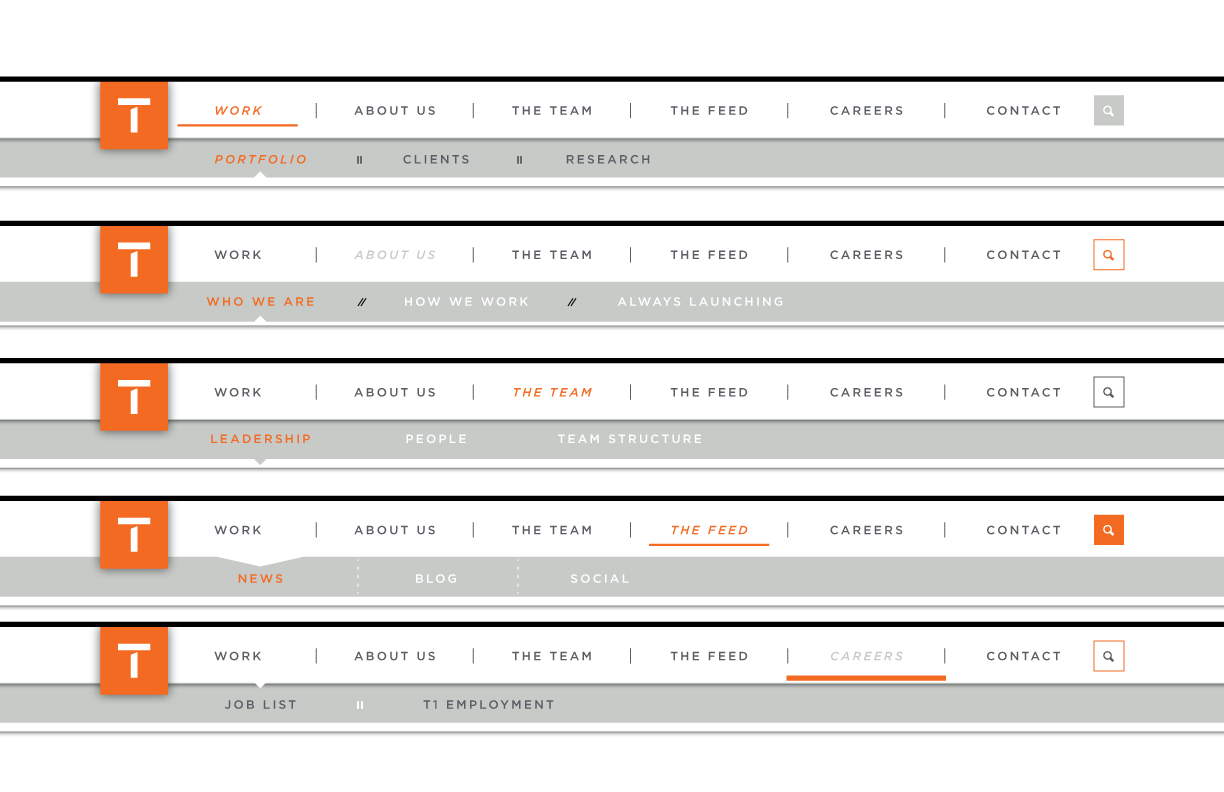 T WORK | ABOUT US | THE TEAM | THE FEED | CAREERS | CONTACT
PORTFOLIO II CLIENTS II RESEARCH
T WORK | ABOUT US | THE TEAM | THE FEED | CAREERS | CONTACT
WHO WE ARE // HOW WE WORK // ALWAYS LAUNCHING
T WORK | ABOUT US | THE TEAM | THE FEED | CAREERS | CONTACT
LEADERSHIP PEOPLE TEAM STRUCTURE
T WORK | ABOUT US | THE TEAM | THE FEED | CAREERS | CONTACT
NEWS BLOG SOCIAL
T WORK | ABOUT US | THE TEAM | THE FEED | CAREERS | CONTACT
JOB LIST II T1 EMPLOYMENT